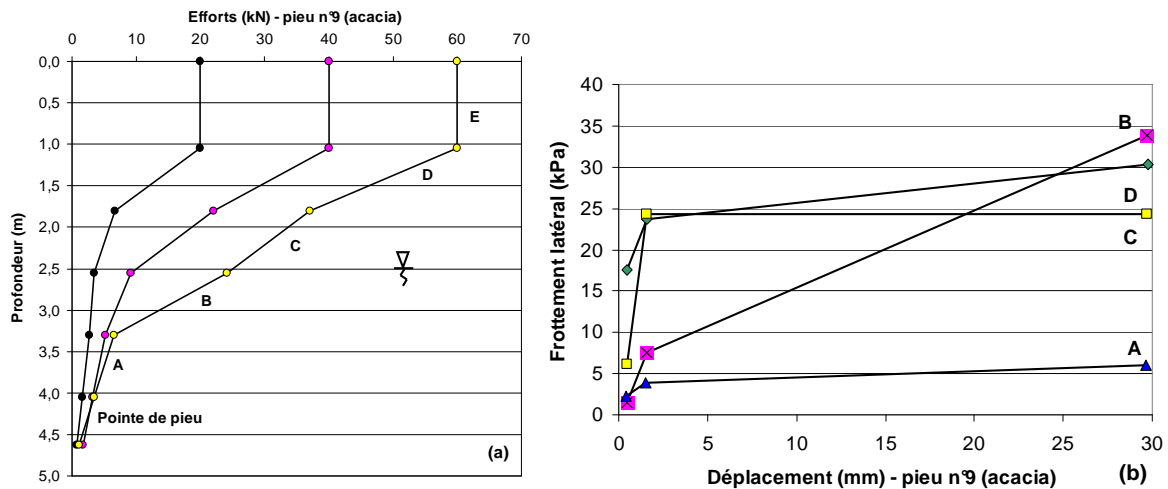 Efforts (kN) - pieu n°9 (acacia)
0 10 20 30 40 50 60 70
0,0
0,5
1,0
1,5
2,0
2,5
3,0
3,5
4,0
4,5
5,0
Profondeur (m)
E
D
C
B
A
Pointe de pieu
(a)
40
35
30
25
20
15
10
5
0
Frottement latéral (kPa)
B
D
C
A
0 5 10 15 20 25 30
Déplacement (mm) - pieu n°9 (acacia)
(b)